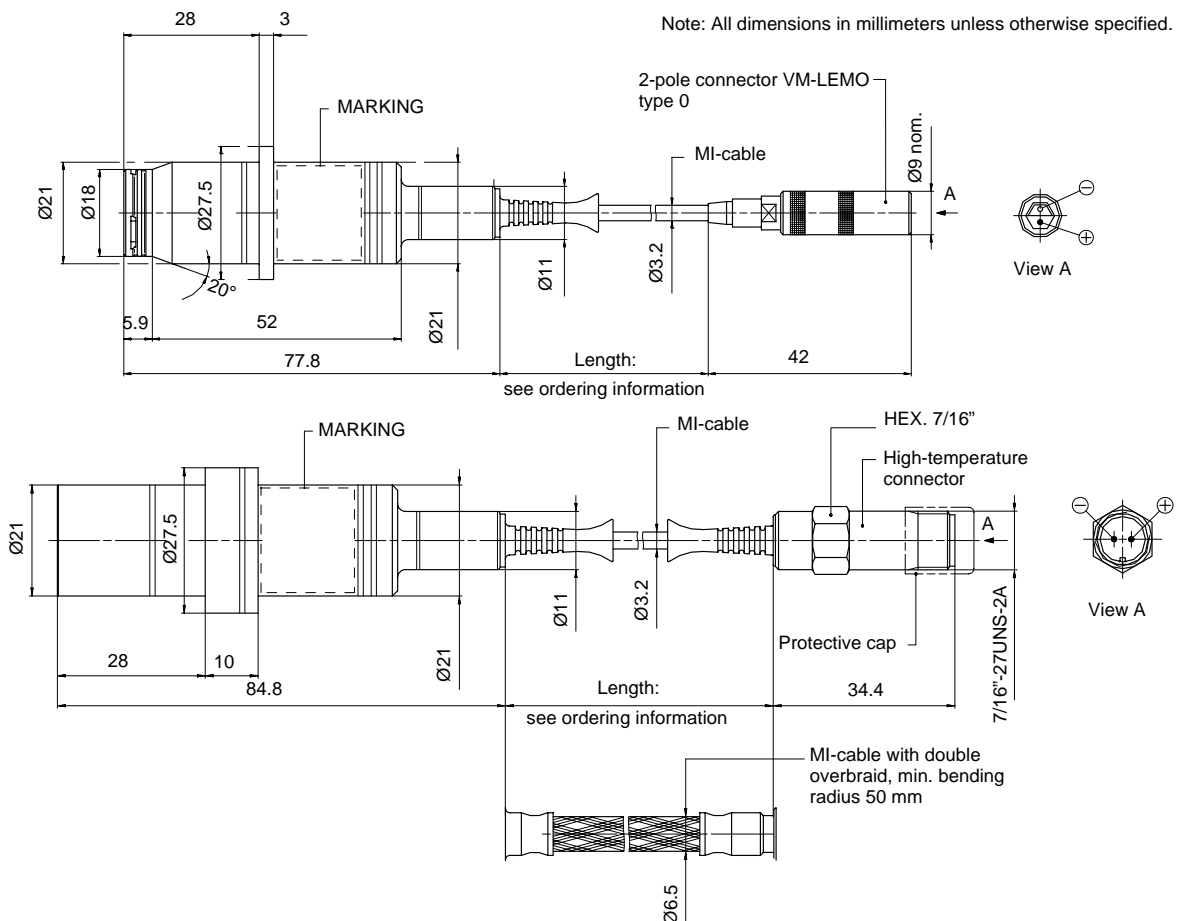 Note: All dimensions in millimeters unless otherwise specified.
28
3
2-pole connector VM-LEMO
type 0
MARKING
MI-cable
Ø9 nom.
A
Ø21
Ø18
Ø27.5
20°
Ø11
Ø3.2
Ø21
View A
5.9
52
77.8
Length:
see ordering information
42
MARKING
MI-cable
HEX. 7/16”
High-temperature
connector
A
Ø21
Ø27.5
Ø11
Ø3.2
Ø21
View A
Protective cap
7/16”-27UNS-2A
28
10
84.8
Length:
see ordering information
34.4
MI-cable with double
overbraid, min. bending
radius 50 mm
Ø6.5